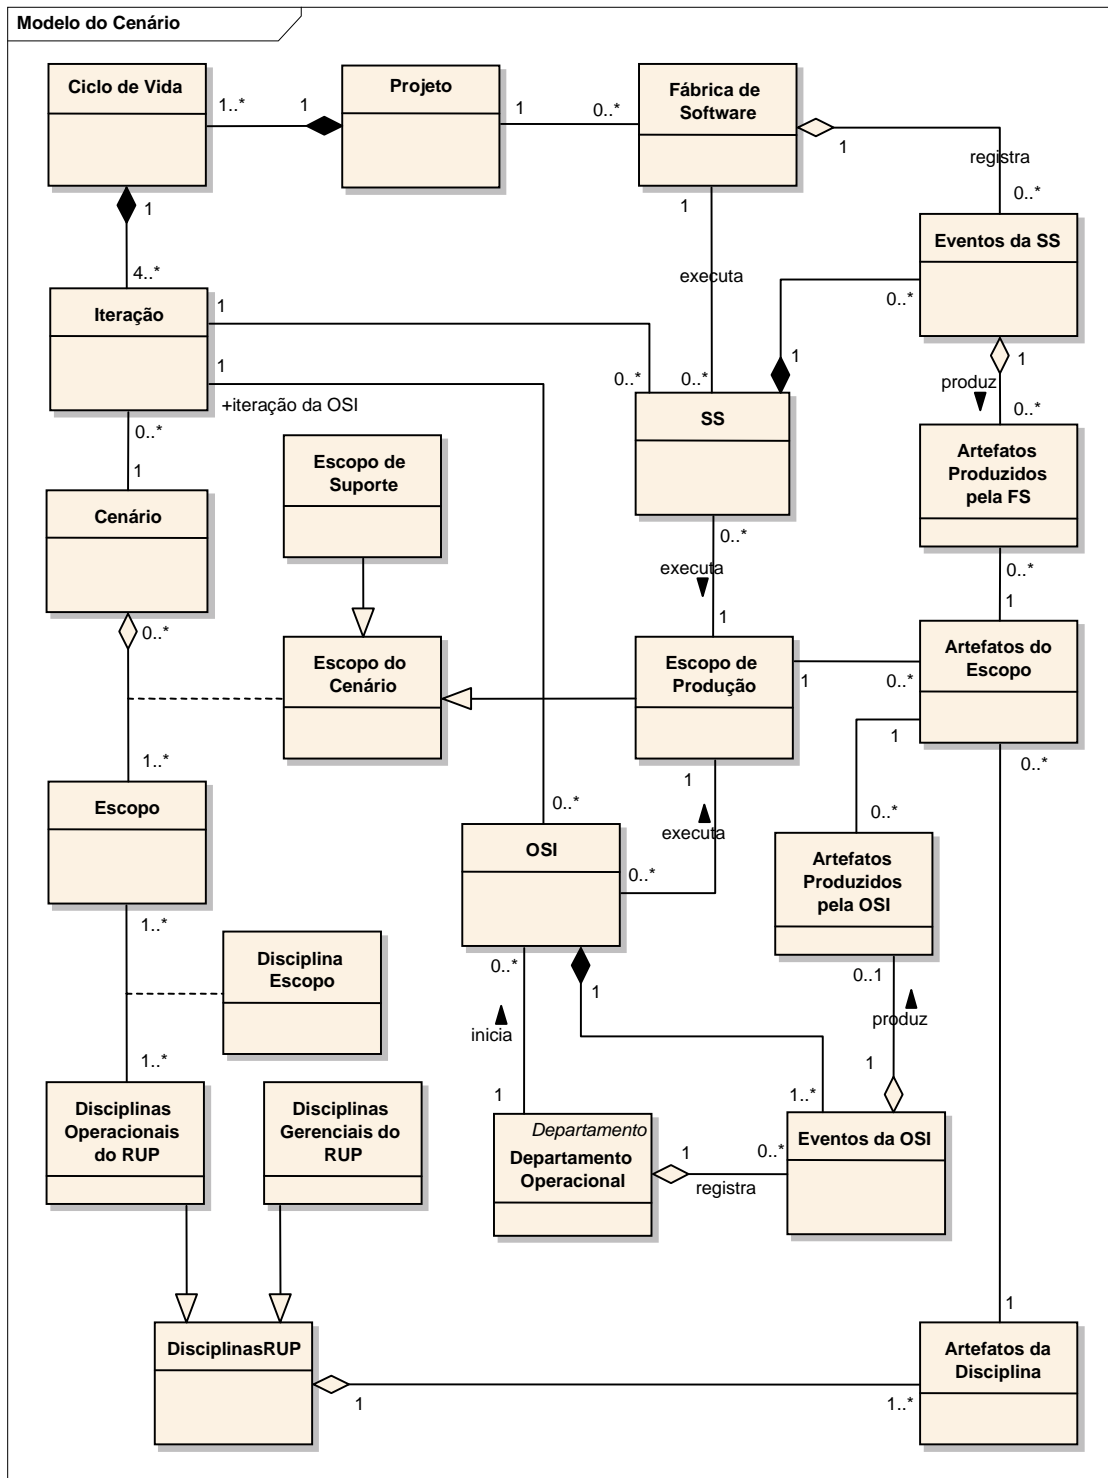 Modelo do Cenário
Ciclo de Vida
Projeto
Fábrica de
Software
1..*
1
1
0..*
1
registra
0..*
1
4..*
1
executa
Eventos da SS
0..*
Iteração
1
1
+iteração da OSI
0..*
0..*
1
SS
1
produz
0..*
0..*
1
Escopo de
Suporte
Artefatos
Produzidos
pela FS
Cenário
0..*
executa
1
0..*
1
0..*
Escopo do
Cenário
Escopo de
Produção
1
0..*
Artefatos do
Escopo
1..*
1
executa
1
0..*
0..*
Escopo
0..*
OSI
0..*
Artefatos
Produzidos
pela OSI
1..*
Disciplina
Escopo
0..*
1
0..1
inicia
produz
1..*
1
1
1..*
Disciplinas
Operacionais
do RUP
Disciplinas
Gerenciais do
RUP
Departamento
Departamento
Operacional
1
registra
0..*
Eventos da OSI
1
DisciplinasRUP
1
1..*
Artefatos da
Disciplina